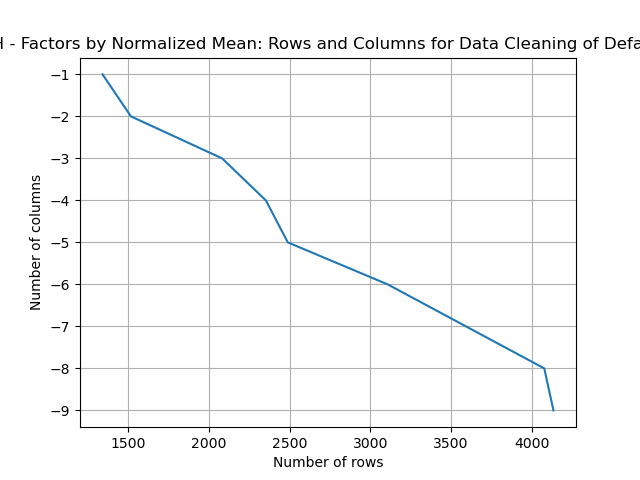 - Factors by Normalized Mean: Rows and Columns for Data Cleaning of
−1
−2
−3
−4
−5
−6
−7
−8
−9
Number of columns
1500 2000 2500 3000 3500 4000
Number of rows